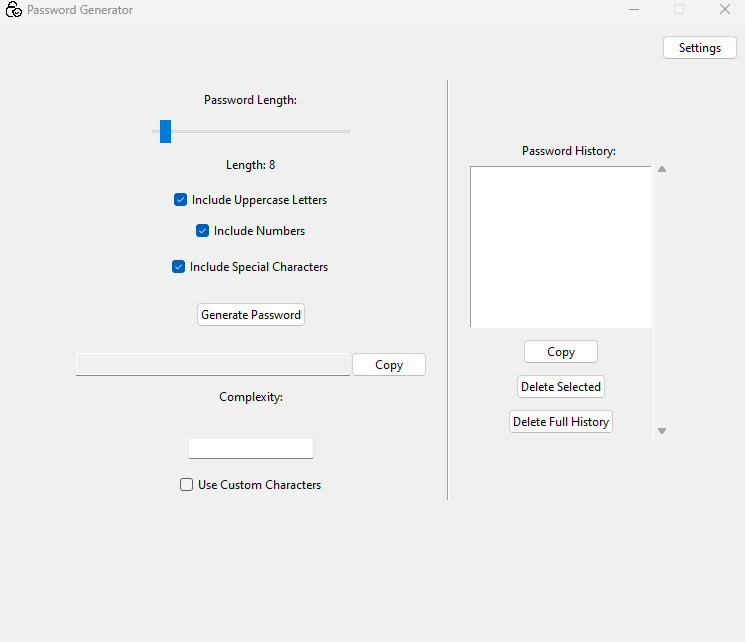 Password Generator
Settings
Password Length:
Length: 8
Include Uppercase Letters
Include Numbers
Include Special Characters
Generate Password
Copy
Complexity:
Use Custom Characters
Password History:
Copy
Delete Selected
Delete Full History